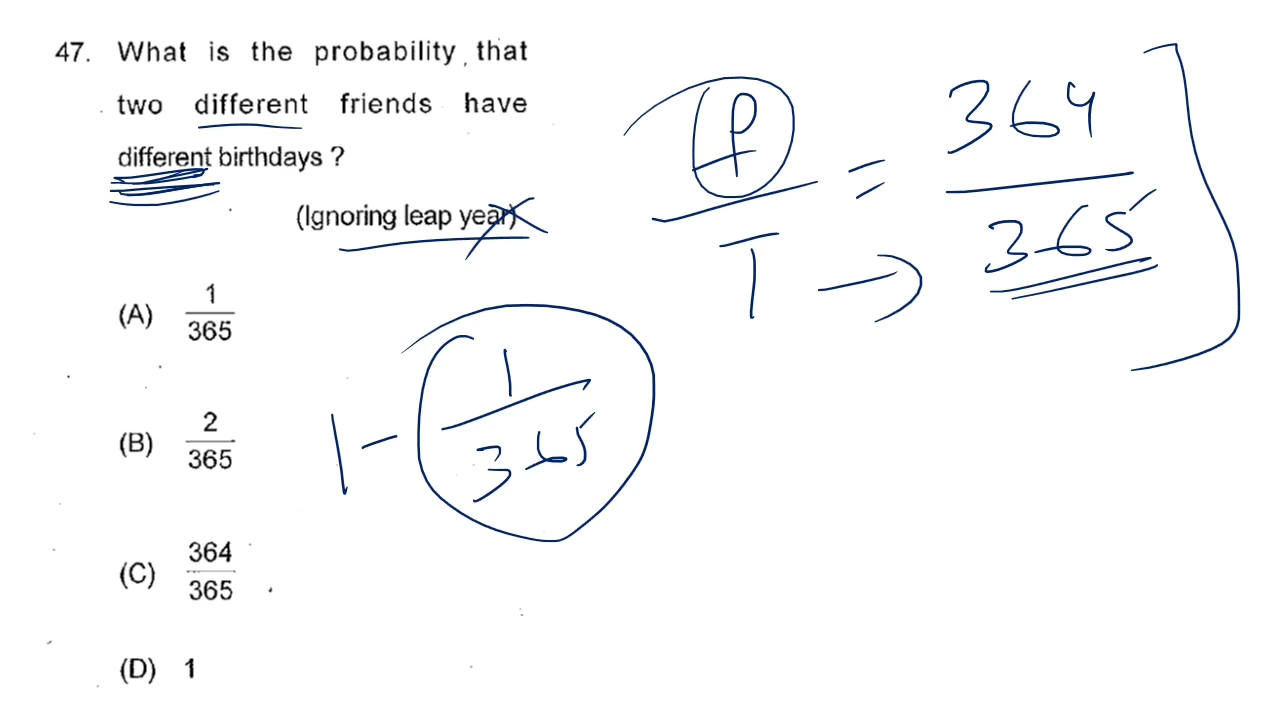 47. What is the probability that
two different friends have
different birthdays ?
(Ignoring leap year)
(A) 1/365
(B) 2/365
(C) 364/365
(D) 1
f/T = 364/365
1 - 1/365